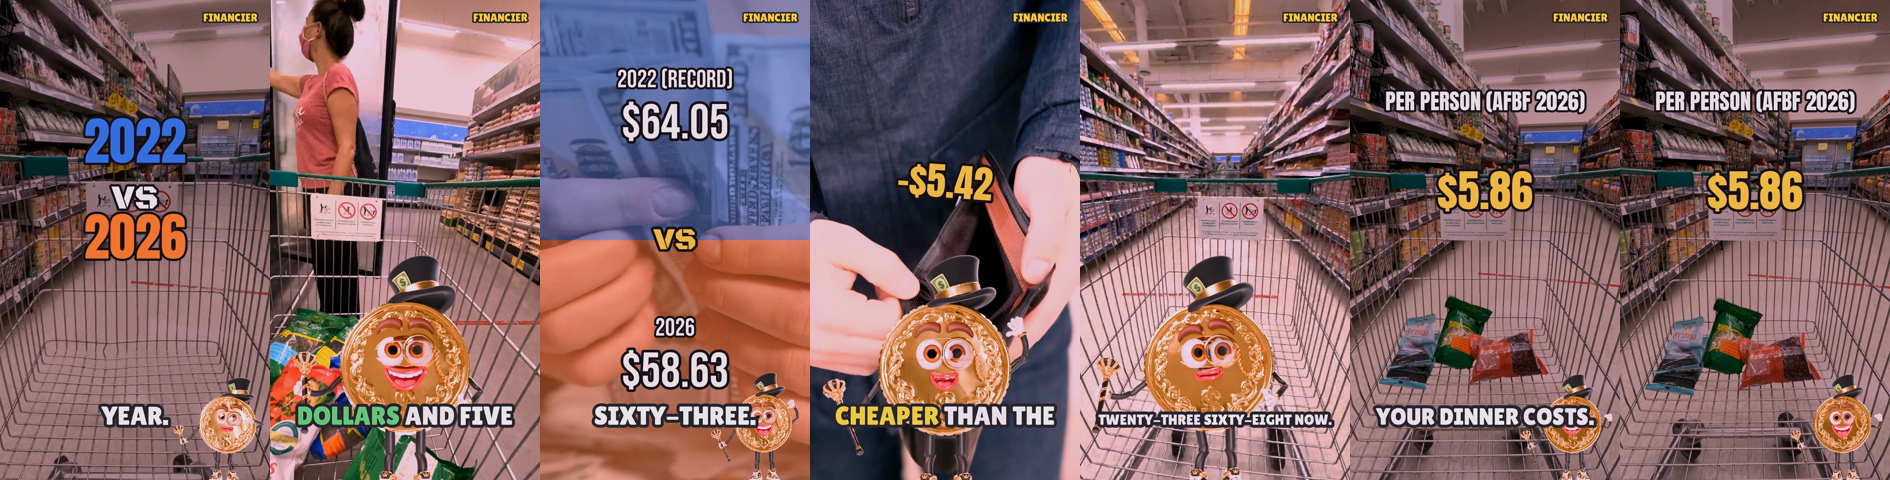 FINANCIER
2022
VS
2026
YEAR.
FINANCIER
DOLLARS AND FIVE
FINANCIER
2022 (RECORD)
$64.05
VS
2026
$58.63
SIXTY-THREE.
FINANCIER
-$5.42
CHEAPER THAN THE
FINANCIER
TWENTY-THREE SIXTY-EIGHT NOW.
FINANCIER
PER PERSON (AFBF 2026)
$5.86
YOUR DINNER COSTS.
FINANCIER
PER PERSON (AFBF 2026)
$5.86